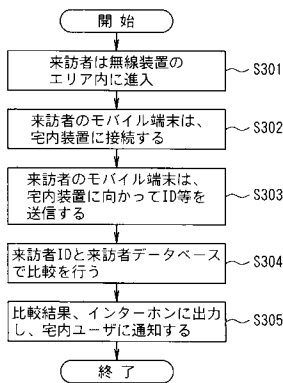 開始
来訪者は無線装置の
エリア内に進入
S301
来訪者のモバイル端末は、
宅内装置に接続する
S302
来訪者のモバイル端末は、
宅内装置に向かってID等を
送信する
S303
来訪者IDと来訪者データベース
で比較を行う
S304
比較結果、インターホンに出力
し、宅内ユーザに通知する
S305
終了